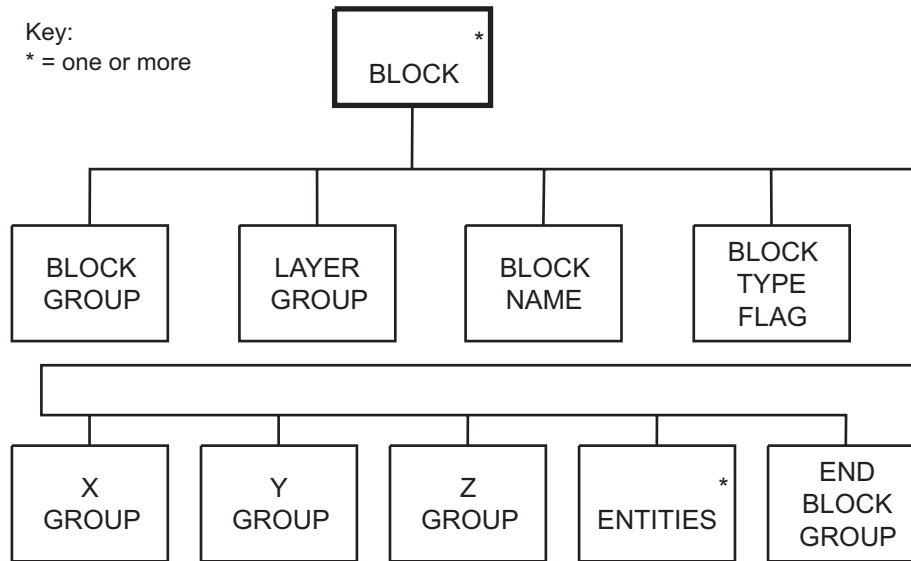 Key:
* = one or more
*
BLOCK
BLOCK
GROUP
LAYER
GROUP
BLOCK
NAME
BLOCK
TYPE
FLAG
X
GROUP
Y
GROUP
Z
GROUP
*
ENTITIES
END
BLOCK
GROUP